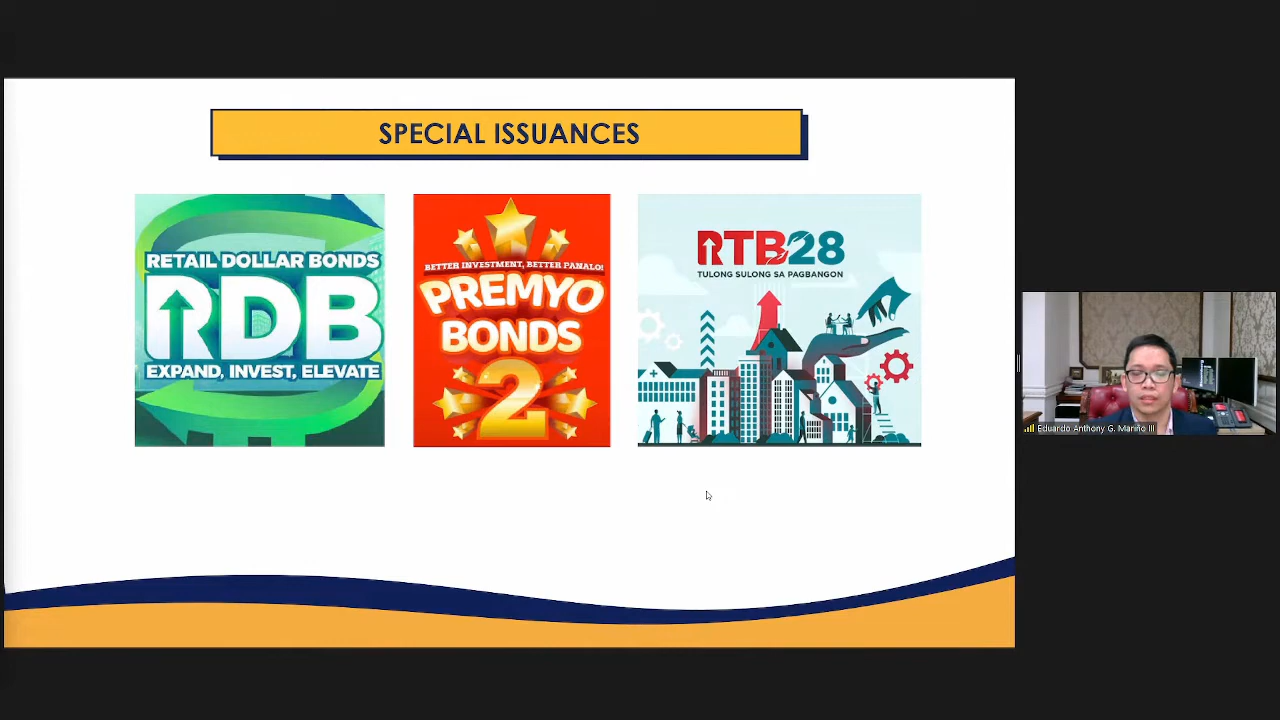 SPECIAL ISSUANCES
RETAIL DOLLAR BONDS
RDB
EXPAND, INVEST, ELEVATE
BETTER INVESTMENT, BETTER PANALO!
PREMYO
BONDS
2
RTB28
TULONG SULONG SA PAGBANGON
Eduardo Anthony G. Mariño III